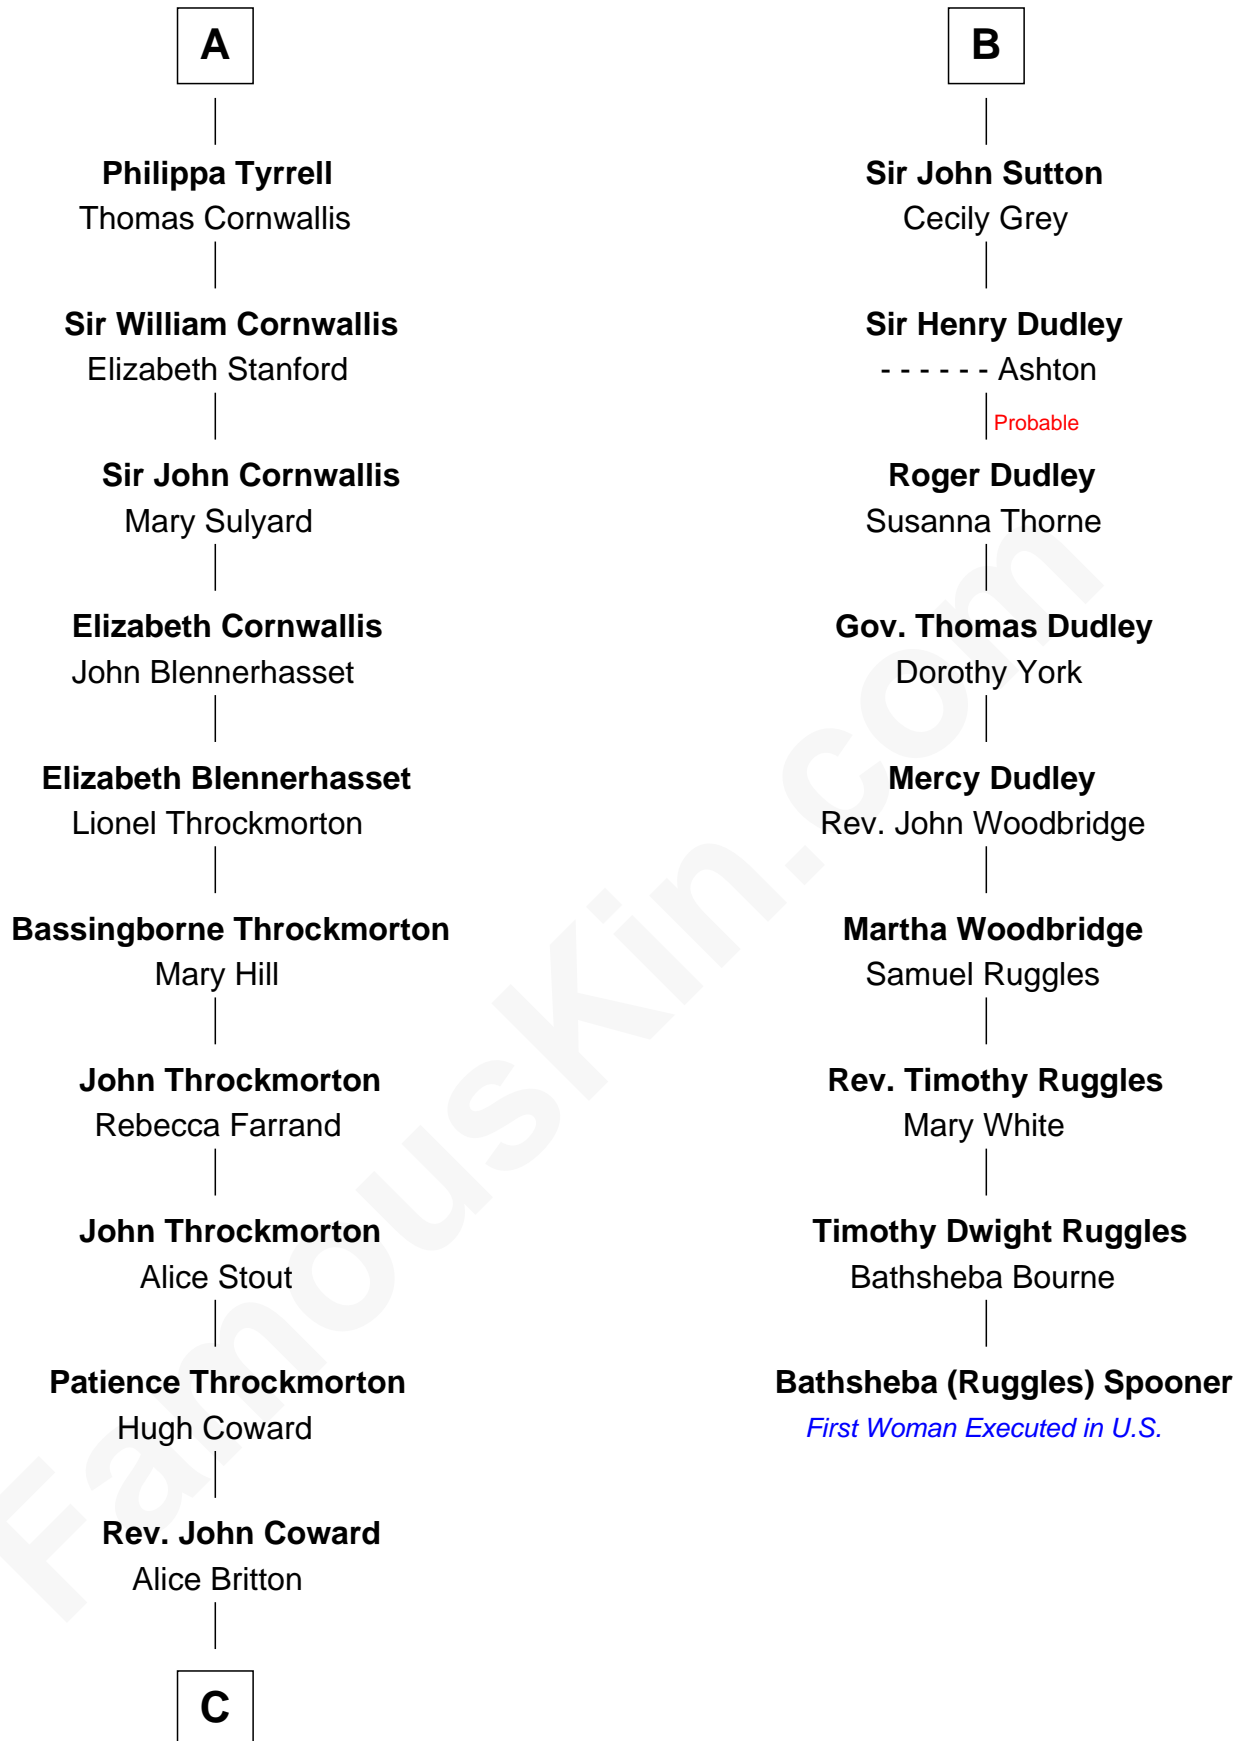 A
Philippa Tyrrell
Thomas Cornwallis
Sir William Cornwallis
Elizabeth Stanford
Sir John Cornwallis
Mary Sulyard
Elizabeth Cornwallis
John Blennerhasset
Elizabeth Blennerhasset
Lionel Throckmorton
Bassingborne Throckmorton
Mary Hill
John Throckmorton
Rebecca Farrand
John Throckmorton
Alice Stout
Patience Throckmorton
Hugh Coward
Rev. John Coward
Alice Britton
C
B
Sir John Sutton
Cecily Grey
Sir Henry Dudley
- - - - - - Ashton
Probable
Roger Dudley
Susanna Thorne
Gov. Thomas Dudley
Dorothy York
Mercy Dudley
Rev. John Woodbridge
Martha Woodbridge
Samuel Ruggles
Rev. Timothy Ruggles
Mary White
Timothy Dwight Ruggles
Bathsheba Bourne
Bathsheba (Ruggles) Spooner
First Woman Executed in U.S.
FamousKin.com